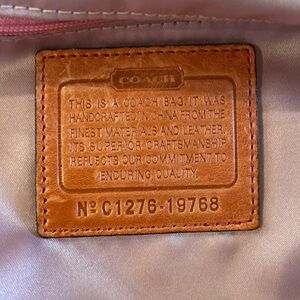 COACH
THIS IS A COACH BAG. IT WAS
HANDCRAFTED IN CHINA FROM THE
FINEST MATERIALS AND LEATHER.
ITS SUPERIOR CRAFTSMANSHIP
REFLECTS OUR COMMITMENT TO
ENDURING QUALITY.
Nº C1276-19768